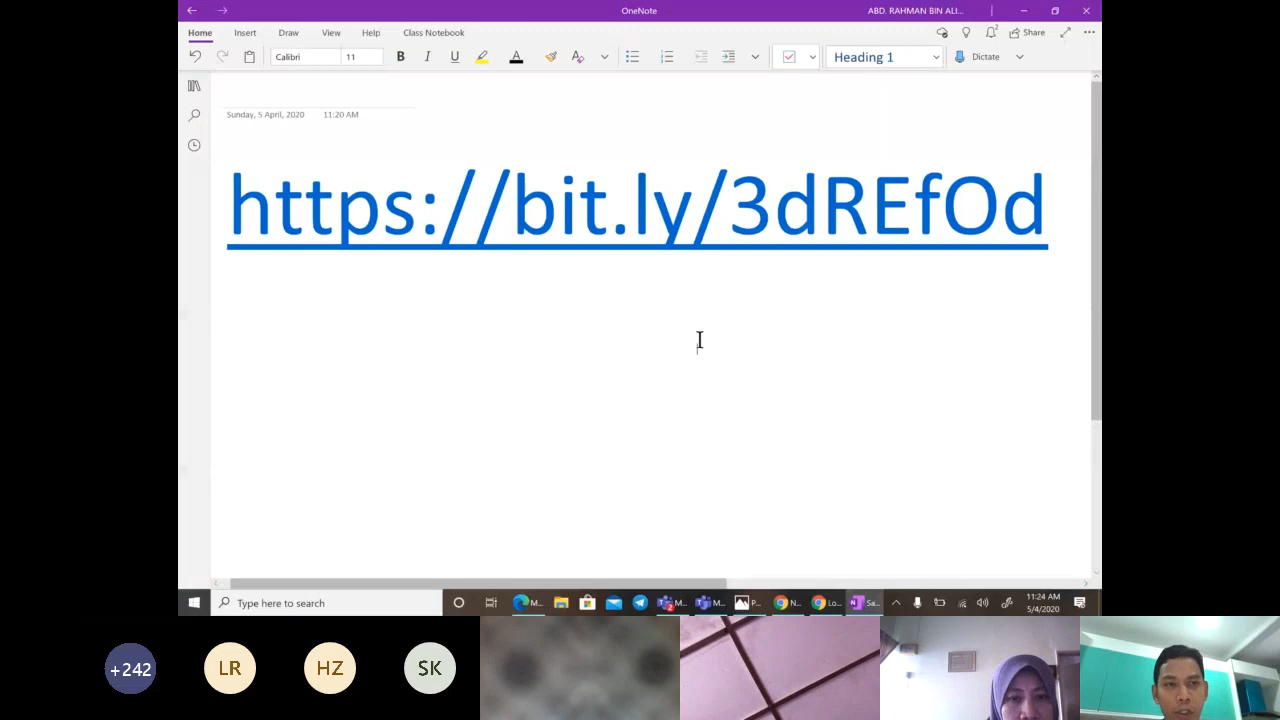 OneNote
ABD. RAHMAN BIN ALI...
Home Insert Draw View Help Class Notebook
Share
Calibri 11 B I U A Heading 1 Dictate
Sunday, 5 April, 2020 11:20 AM
https://bit.ly/3dREfOd
Type here to search
M... M... M... P... N... Lo... Sa...
11:24 AM
5/4/2020
+242 LR HZ SK